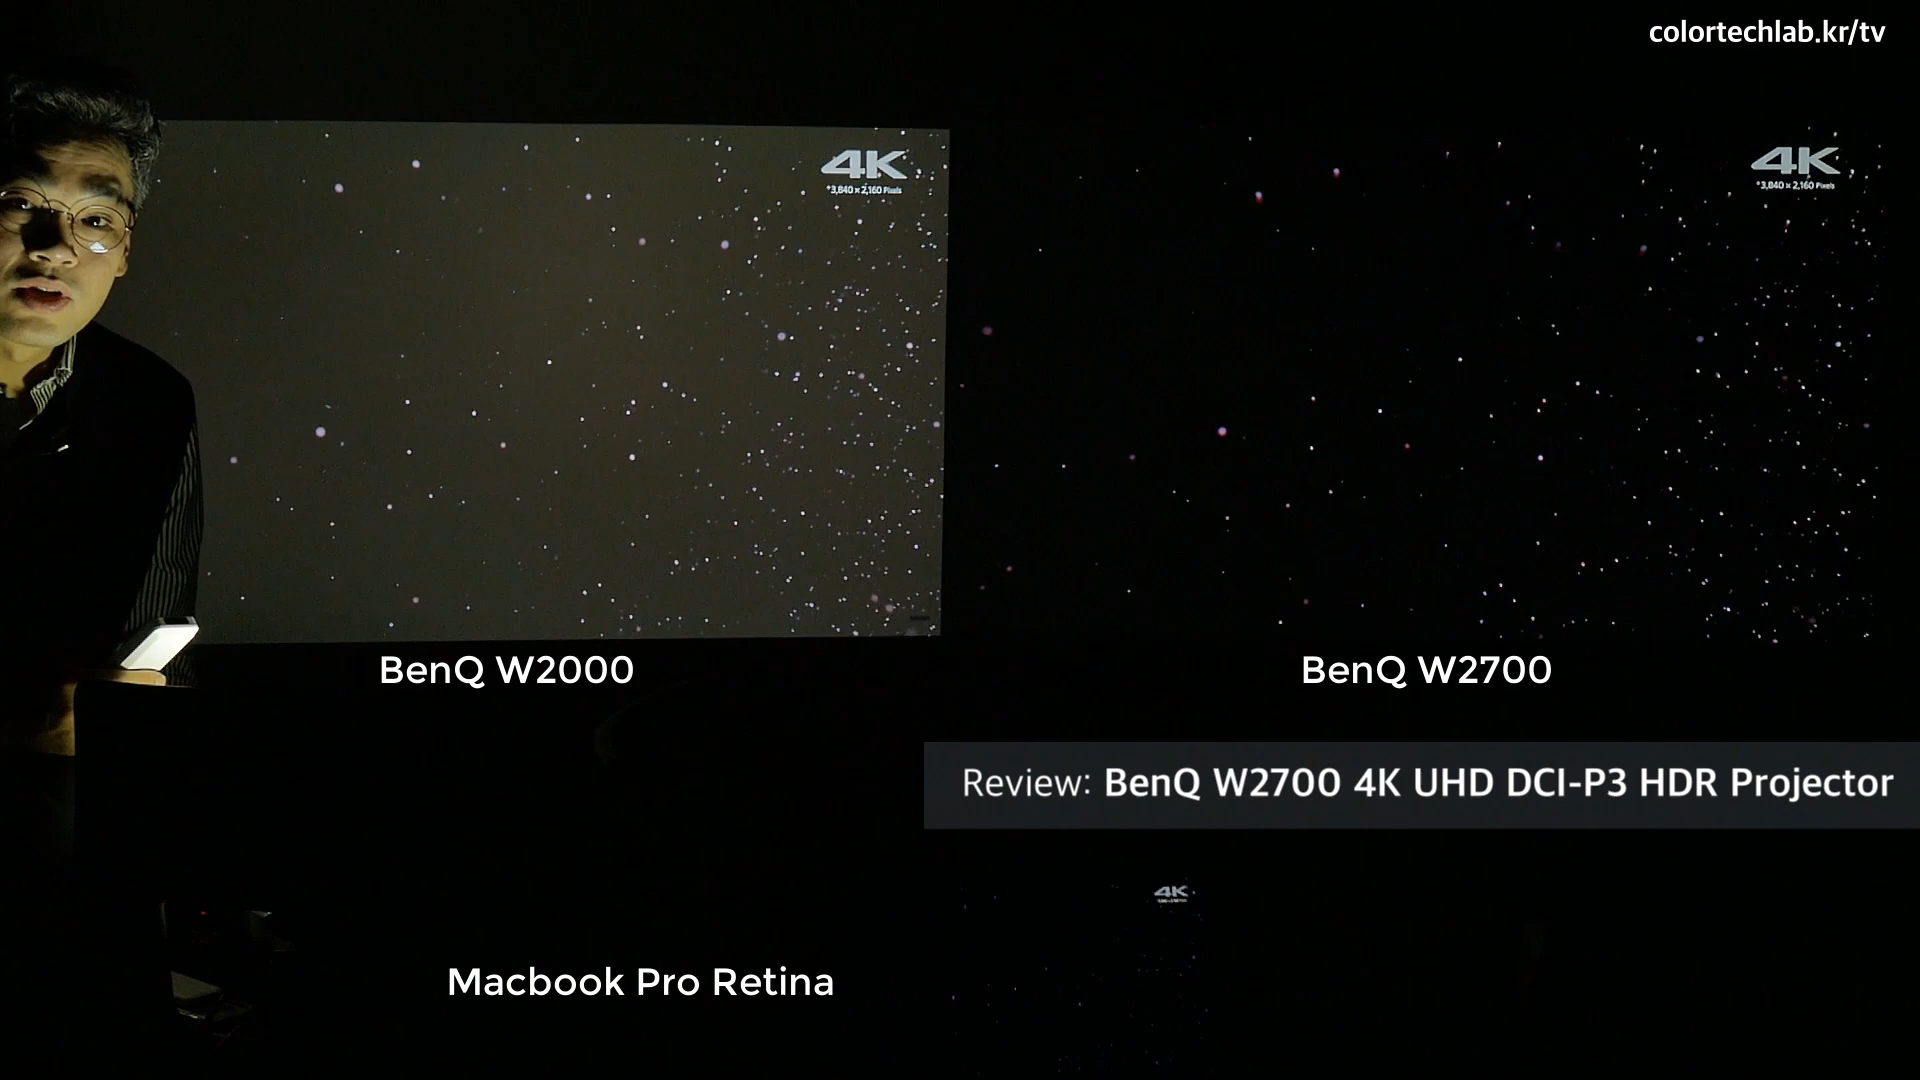 colortechlab.kr/tv
4K
*3,840 x 2,160 Pixels
4K
*3,840 x 2,160 Pixels
BenQ W2000
BenQ W2700
Review: BenQ W2700 4K UHD DCI-P3 HDR Projector
4K
Macbook Pro Retina